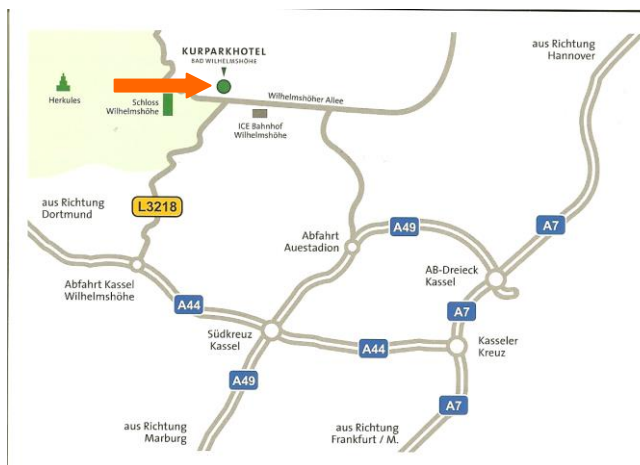 KURPARKHOTEL
BAD WILHELMSHÖHE
aus Richtung
Hannover
Herkules
Schloss
Wilhelmshöhe
Wilhelmshöher Allee
ICE Bahnhof
Wilhelmshöhe
aus Richtung
Dortmund
L3218
Abfahrt
Auestadion
A49
A7
AB-Dreieck
Kassel
Abfahrt Kassel
Wilhelmshöhe
A44
Südkreuz
Kassel
A7
A44
Kasseler
Kreuz
A49
A7
aus Richtung
Marburg
aus Richtung
Frankfurt / M.